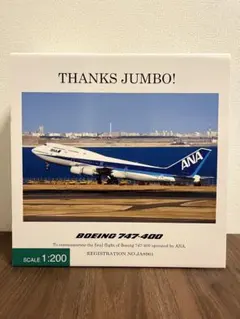 THANKS JUMBO!
ANA
ANA
BOEING 747-400
To commemorate the final flight of Boeing 747-400 operated by ANA
REGISTRATION NO.JA8961
SCALE 1:200